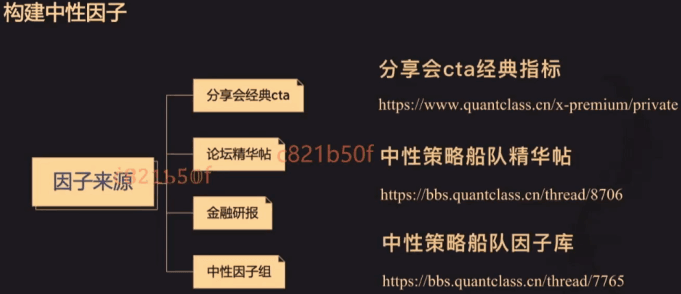 构建中性因子
因子来源
分享会经典cta
论坛精华帖
金融研报
中性因子组
分享会cta经典指标
https://www.quantclass.cn/x-premium/private
中性策略船队精华帖
https://bbs.quantclass.cn/thread/8706
中性策略船队因子库
https://bbs.quantclass.cn/thread/7765
c821b50f
c821b50f